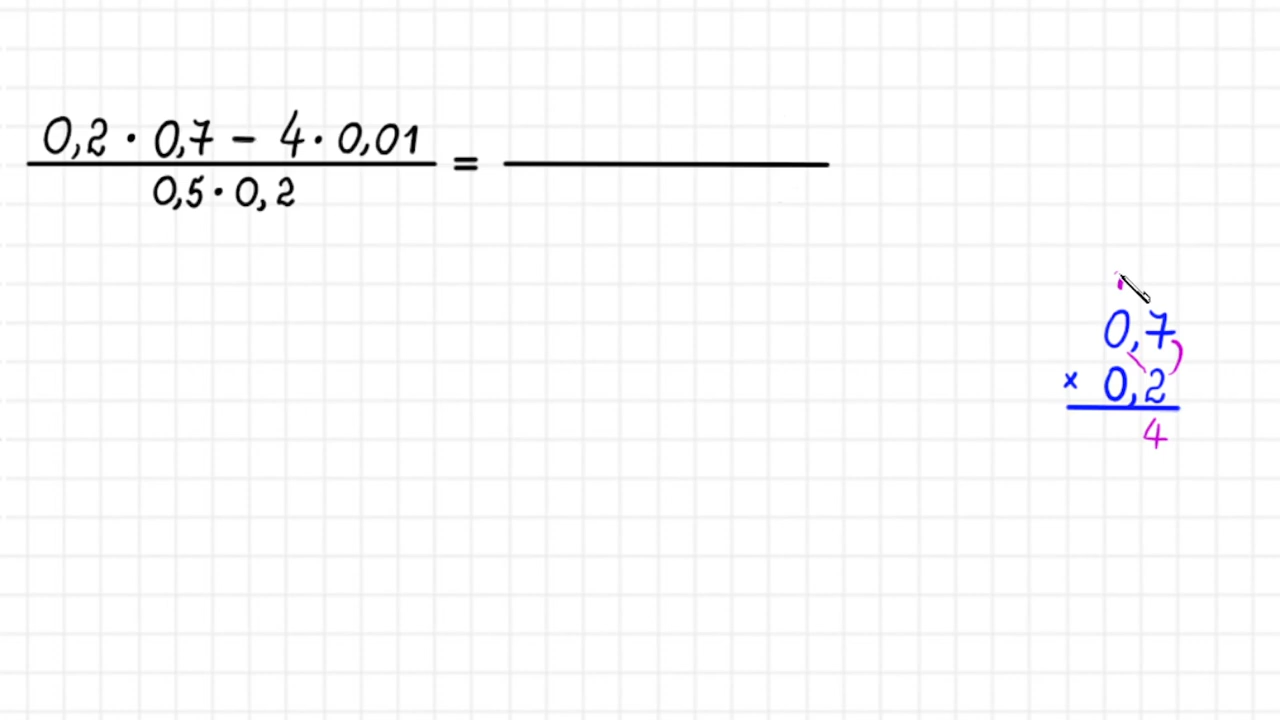 0,2 · 0,7 - 4 · 0,01
0,5 · 0,2
=
0,7
× 0,2
4